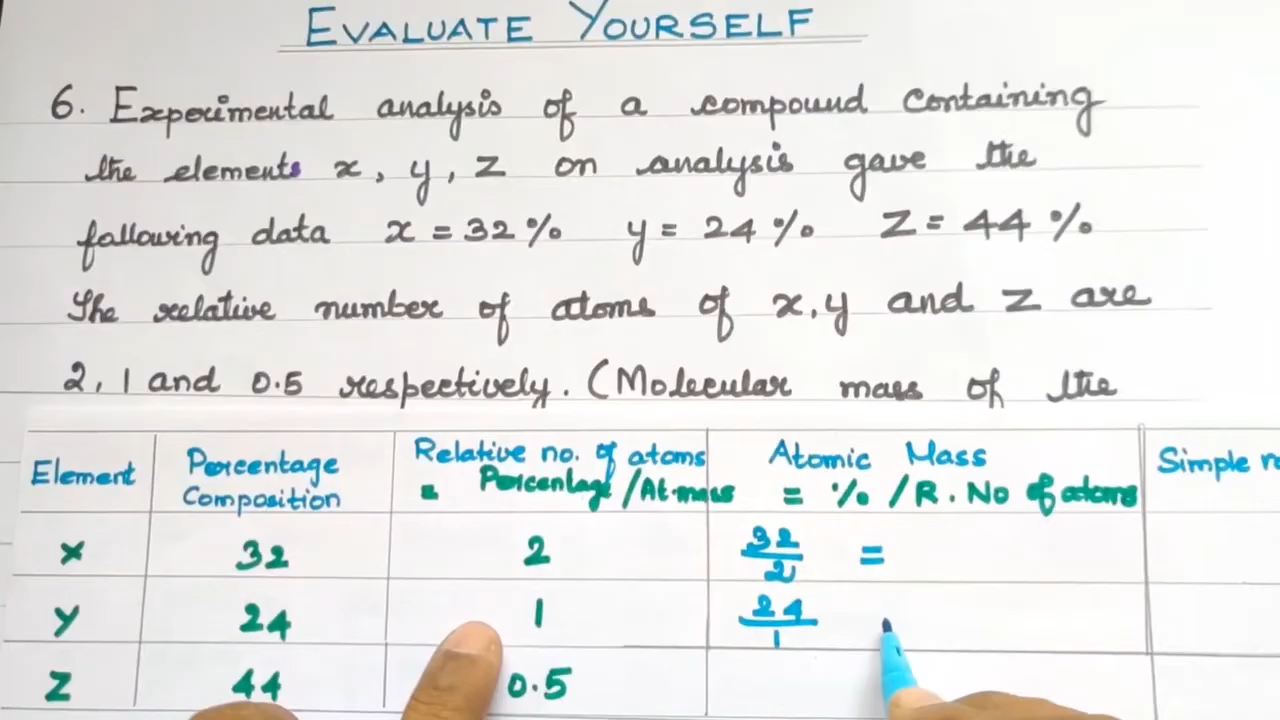 EVALUATE YOURSELF
6. Experimental analysis of a compound containing
the elements x, y, z on analysis gave the
following data x = 32% y = 24% z = 44%
The relative number of atoms of x, y and z are
2, 1 and 0.5 respectively. (Molecular mass of the
Element Percentage Composition Relative no. of atoms = Percentage / At. mass Atomic Mass = % / R. No of atoms Simple
X 32 2 32/2 =
Y 24 1 24/1
Z 44 0.5